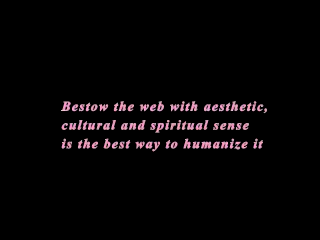 Bestow the web with aesthetic,
cultural and spiritual sense
is the best way to humanize it